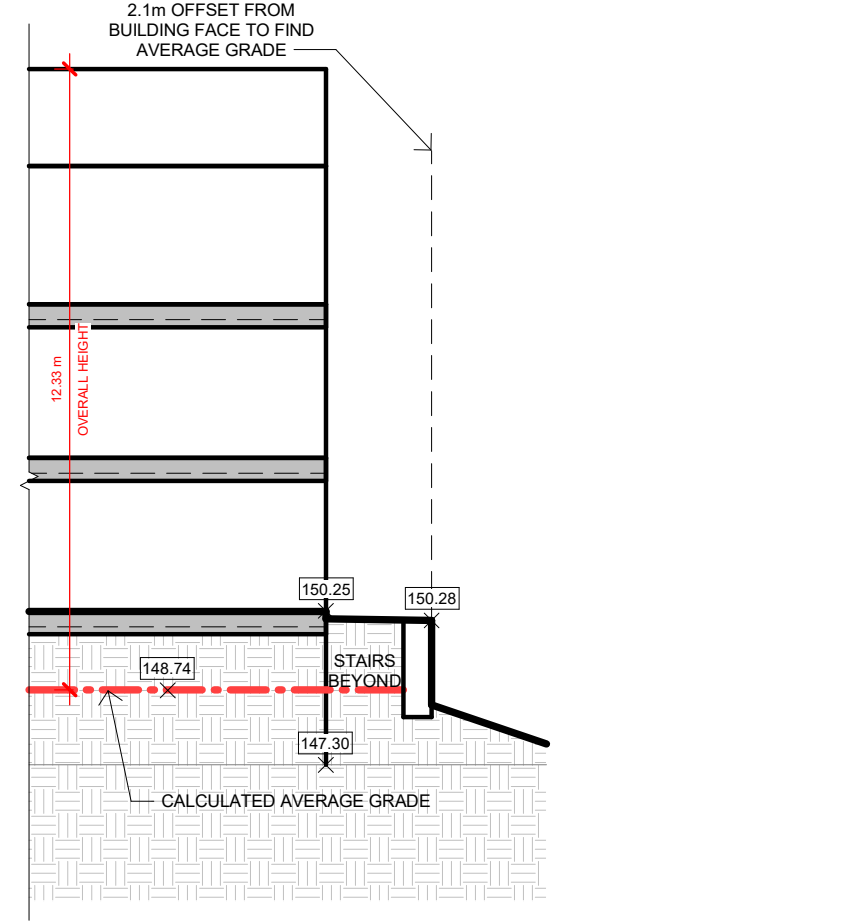 2.1m OFFSET FROM
BUILDING FACE TO FIND
AVERAGE GRADE
12.33 m
OVERALL HEIGHT
150.25
150.28
STAIRS
BEYOND
148.74
147.30
CALCULATED AVERAGE GRADE